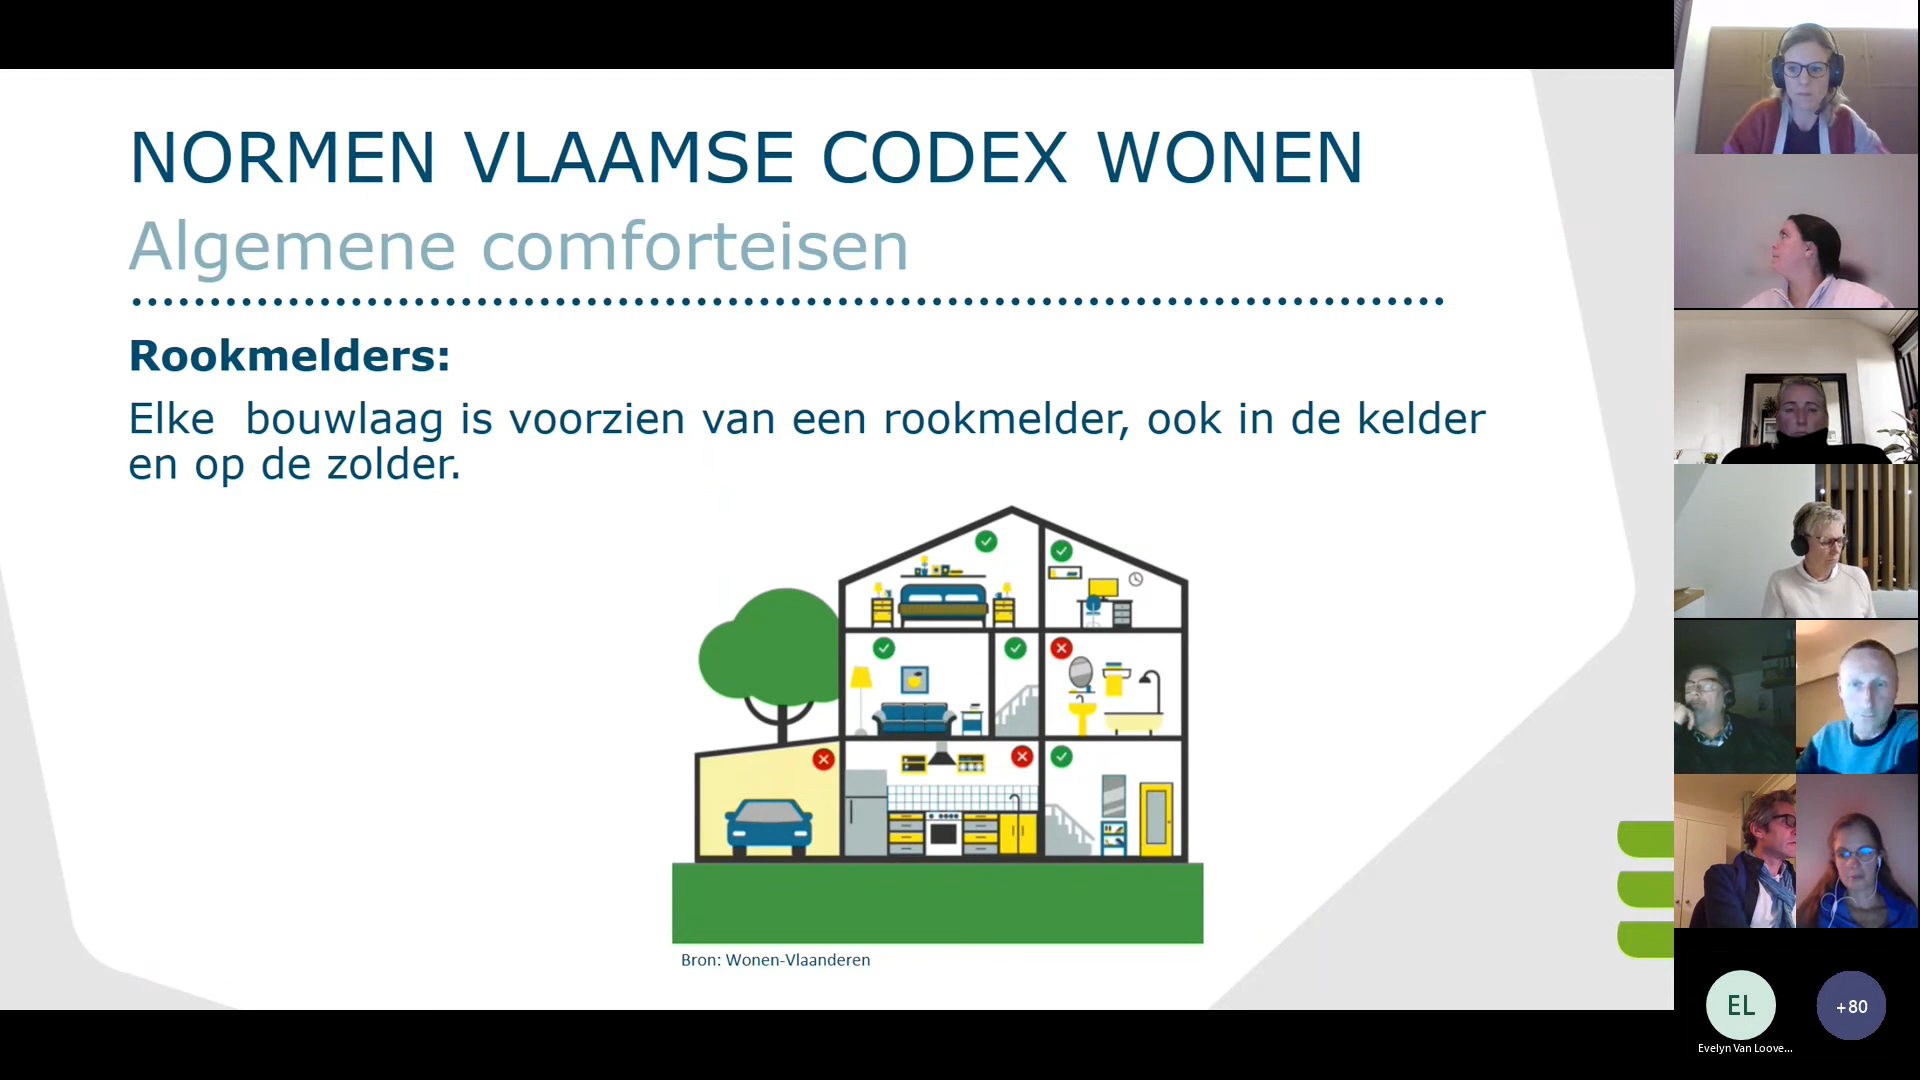 NORMEN VLAAMSE CODEX WONEN
Algemene comforteisen
Rookmelders:
Elke bouwlaag is voorzien van een rookmelder, ook in de kelder
en op de zolder.
Bron: Wonen-Vlaanderen
EL
+80
Evelyn Van Loove...